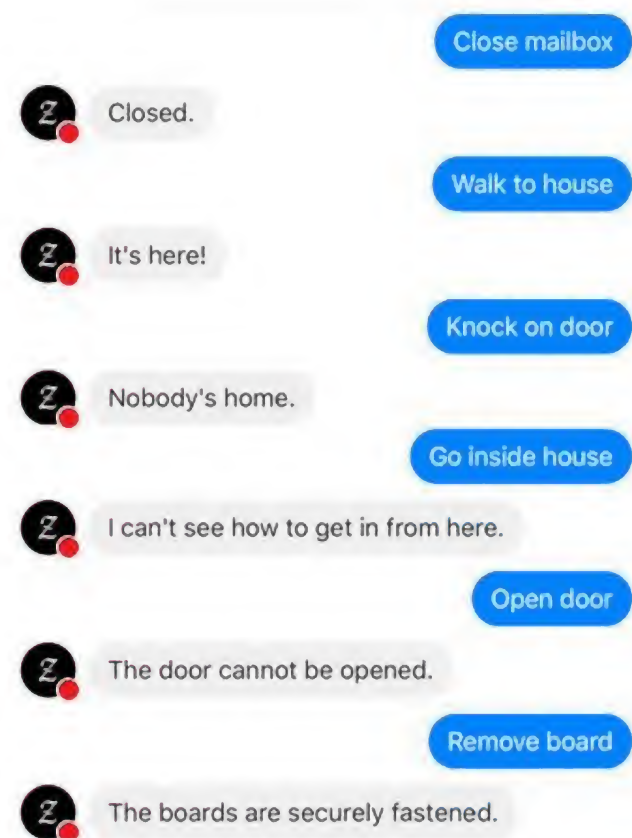 Close mailbox
Closed.
Walk to house
It's here!
Knock on door
Nobody's home.
Go inside house
I can't see how to get in from here.
Open door
The door cannot be opened.
Remove board
The boards are securely fastened.